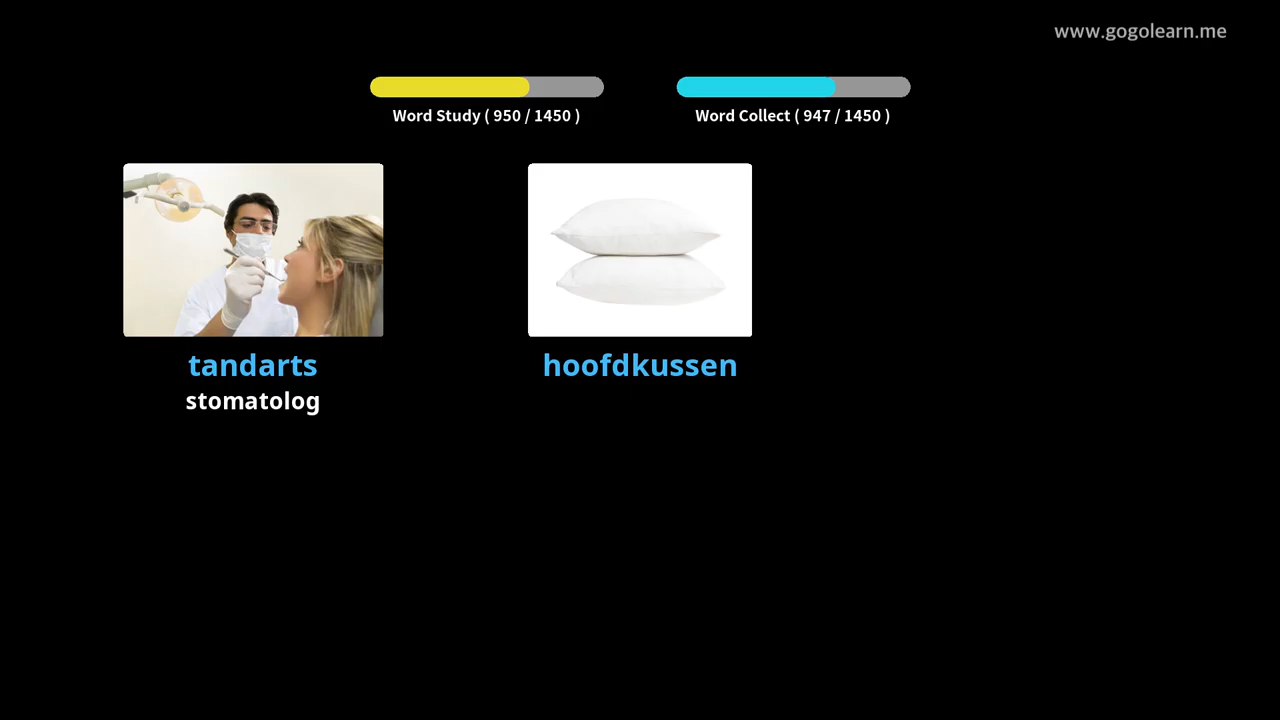 www.gogolearn.me
Word Study ( 950 / 1450 )
Word Collect ( 947 / 1450 )
tandarts
stomatolog
hoofdkussen